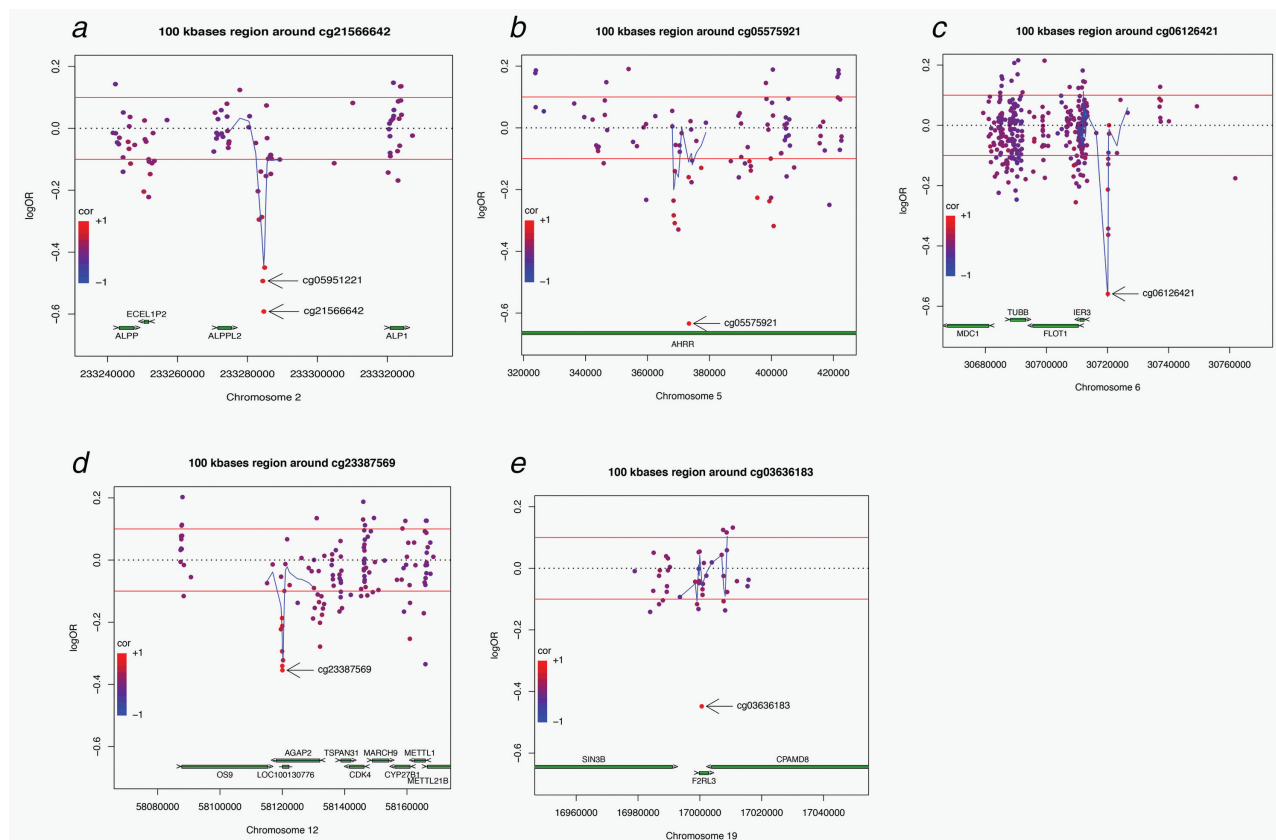 a
100 kbases region around cg21566642
0.2
0.0
−0.2
−0.4
−0.6
logOR
cor
+1
−1
cg05951221
cg21566642
ECEL1P2
ALPP
ALPPL2
ALP1
233240000
233260000
233280000
233300000
233320000
Chromosome 2
b
100 kbases region around cg05575921
0.2
0.0
−0.2
−0.4
−0.6
logOR
cor
+1
−1
cg05575921
AHRR
320000
340000
360000
380000
400000
420000
Chromosome 5
c
100 kbases region around cg06126421
0.2
0.0
−0.2
−0.4
−0.6
logOR
cor
+1
−1
cg06126421
TUBB
IER3
MDC1
FLOT1
30680000
30700000
30720000
30740000
30760000
Chromosome 6
d
100 kbases region around cg23387569
0.2
0.0
−0.2
−0.4
−0.6
logOR
cor
+1
−1
cg23387569
AGAP2
TSPAN31
MARCH9
METTL1
OS9
LOC100130776
CDK4
CYP27B1
METTL21B
58080000
58100000
58120000
58140000
58160000
Chromosome 12
e
100 kbases region around cg03636183
0.2
0.0
−0.2
−0.4
−0.6
logOR
cor
+1
−1
cg03636183
SIN3B
CPAMD8
F2RL3
16960000
16980000
17000000
17020000
17040000
Chromosome 19